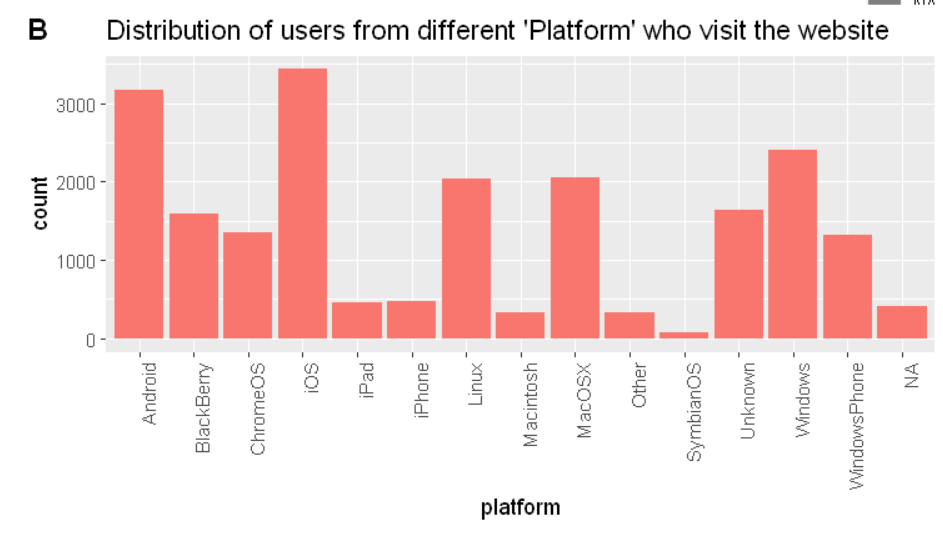 B
Distribution of users from different 'Platform' who visit the website
count
3000
2000
1000
0
Android
BlackBerry
ChromeOS
iOS
iPad
iPhone
Linux
Macintosh
MacOSX
Other
SymbianOS
Unknown
Windows
WindowsPhone
NA
platform